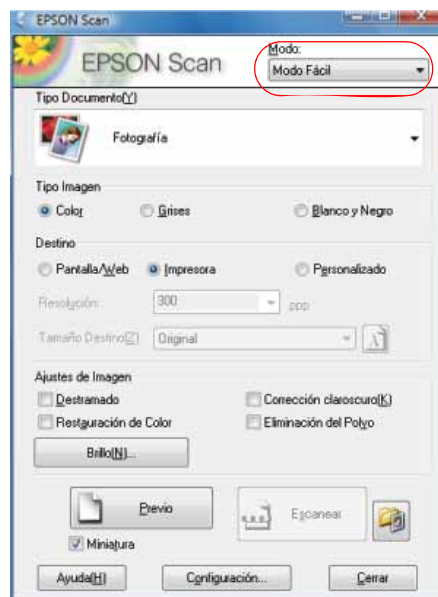 EPSON Scan
EPSON Scan
Modo:
Modo Fácil
Tipo Documento(Y)
Fotografía
Tipo Imagen
Color Grises Blanco y Negro
Destino
Pantalla/Web Impresora Personalizado
Resolución: 300 ppp
Tamaño Destino(Z) Original
Ajustes de Imagen
Destramado Corrección claroscuro(K)
Restauración de Color Eliminación del Polvo
Brillo(N)...
Previo Escanear
Miniatura
Ayuda(H) Configuración... Cerrar